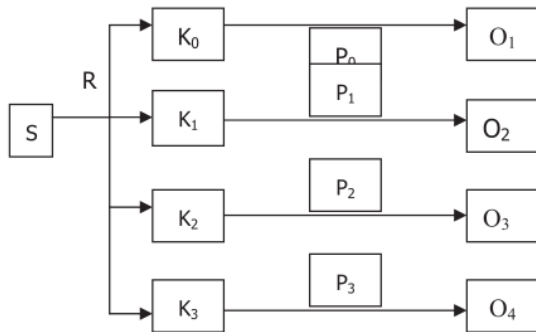 K₀
O₁
P₀
R
P₁
S
K₁
O₂
P₂
K₂
O₃
P₃
K₃
O₄